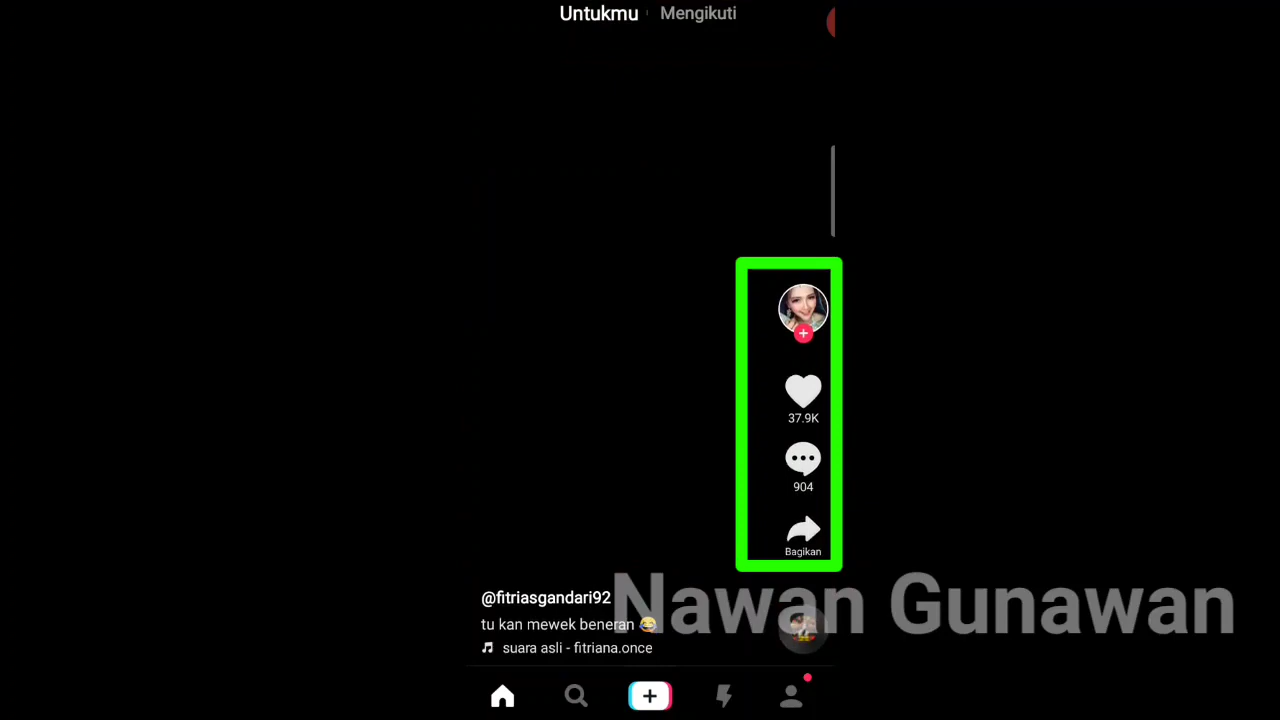 Untukmu Mengikuti
37.9K
904
Bagikan
@fitriasgandari92
Nawan Gunawan
tu kan mewek beneran 😂
suara asli - fitriana.once